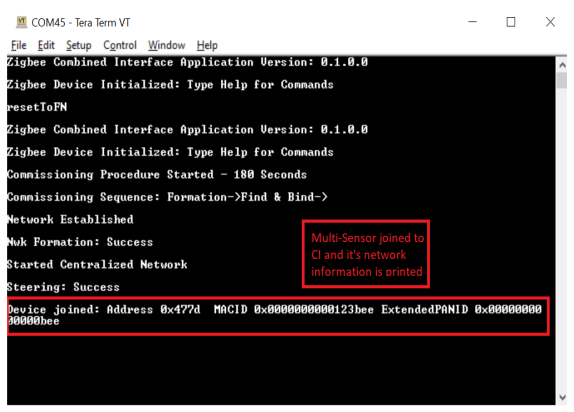 COM45 - Tera Term VT
File Edit Setup Control Window Help
Zigbee Combined Interface Application Version: 0.1.0.0
Zigbee Device Initialized: Type Help for Commands
resetToFN
Zigbee Combined Interface Application Version: 0.1.0.0
Zigbee Device Initialized: Type Help for Commands
Commissioning Procedure Started - 180 Seconds
Commissioning Sequence: Formation->Find & Bind->
Network Established
Nwk Formation: Success
Started Centralized Network
Steering: Success
Multi-Sensor joined to
CI and it's network
information is printed
Device joined: Address 0x477d MACID 0x0000000000123bee ExtendedPANID 0x00000000
00000bee